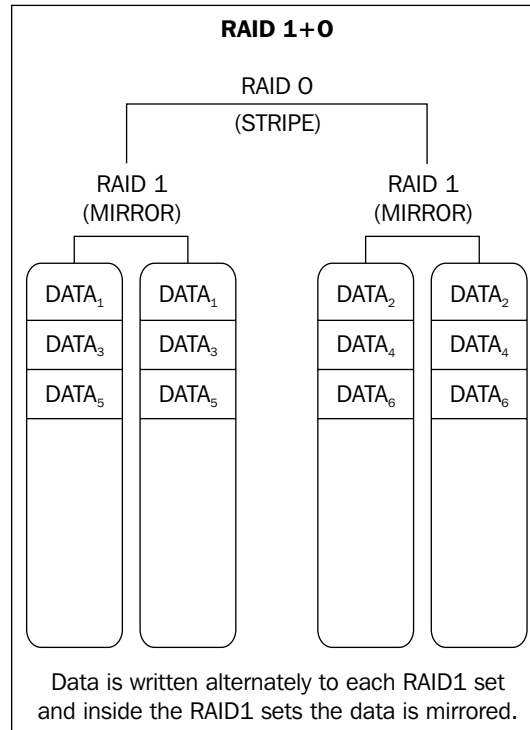 RAID 1+0
RAID 0
(STRIPE)
RAID 1
(MIRROR)
RAID 1
(MIRROR)
DATA₁ DATA₁ DATA₂ DATA₂
DATA₃ DATA₃ DATA₄ DATA₄
DATA₅ DATA₅ DATA₆ DATA₆
Data is written alternately to each RAID1 set
and inside the RAID1 sets the data is mirrored.